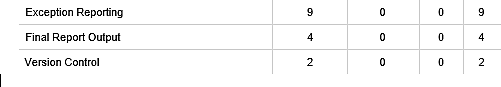 Exception Reporting 9 0 0 9
Final Report Output 4 0 0 4
Version Control 2 0 0 2